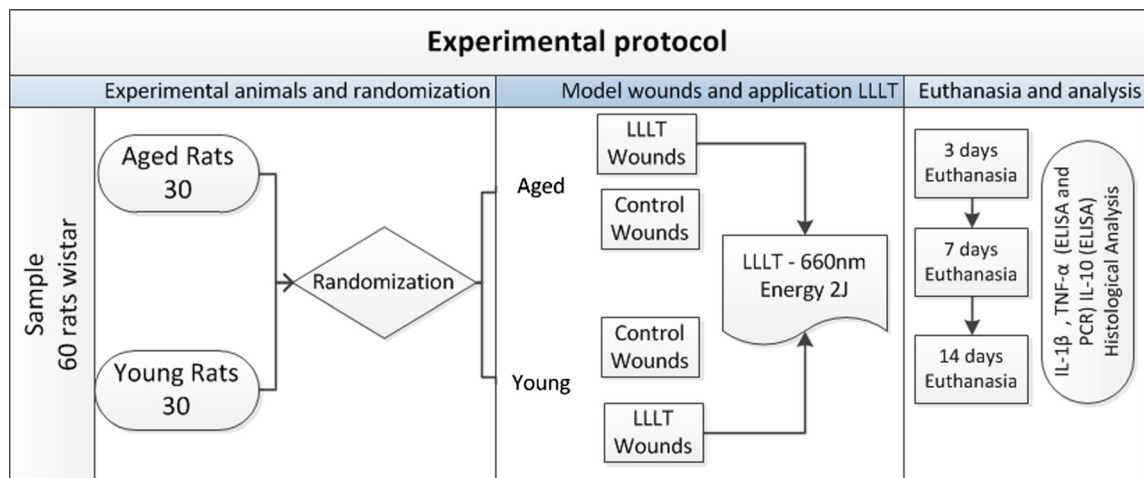 Experimental protocol
Experimental animals and randomization
Model wounds and application LLLT
Euthanasia and analysis
Sample
60 rats wistar
Aged Rats
30
Young Rats
30
Randomization
Aged
Young
LLLT
Wounds
Control
Wounds
Control
Wounds
LLLT
Wounds
LLLT - 660nm
Energy 2J
3 days
Euthanasia
7 days
Euthanasia
14 days
Euthanasia
IL-1β , TNF-α (ELISA and
PCR) IL-10 (ELISA)
Histological Analysis